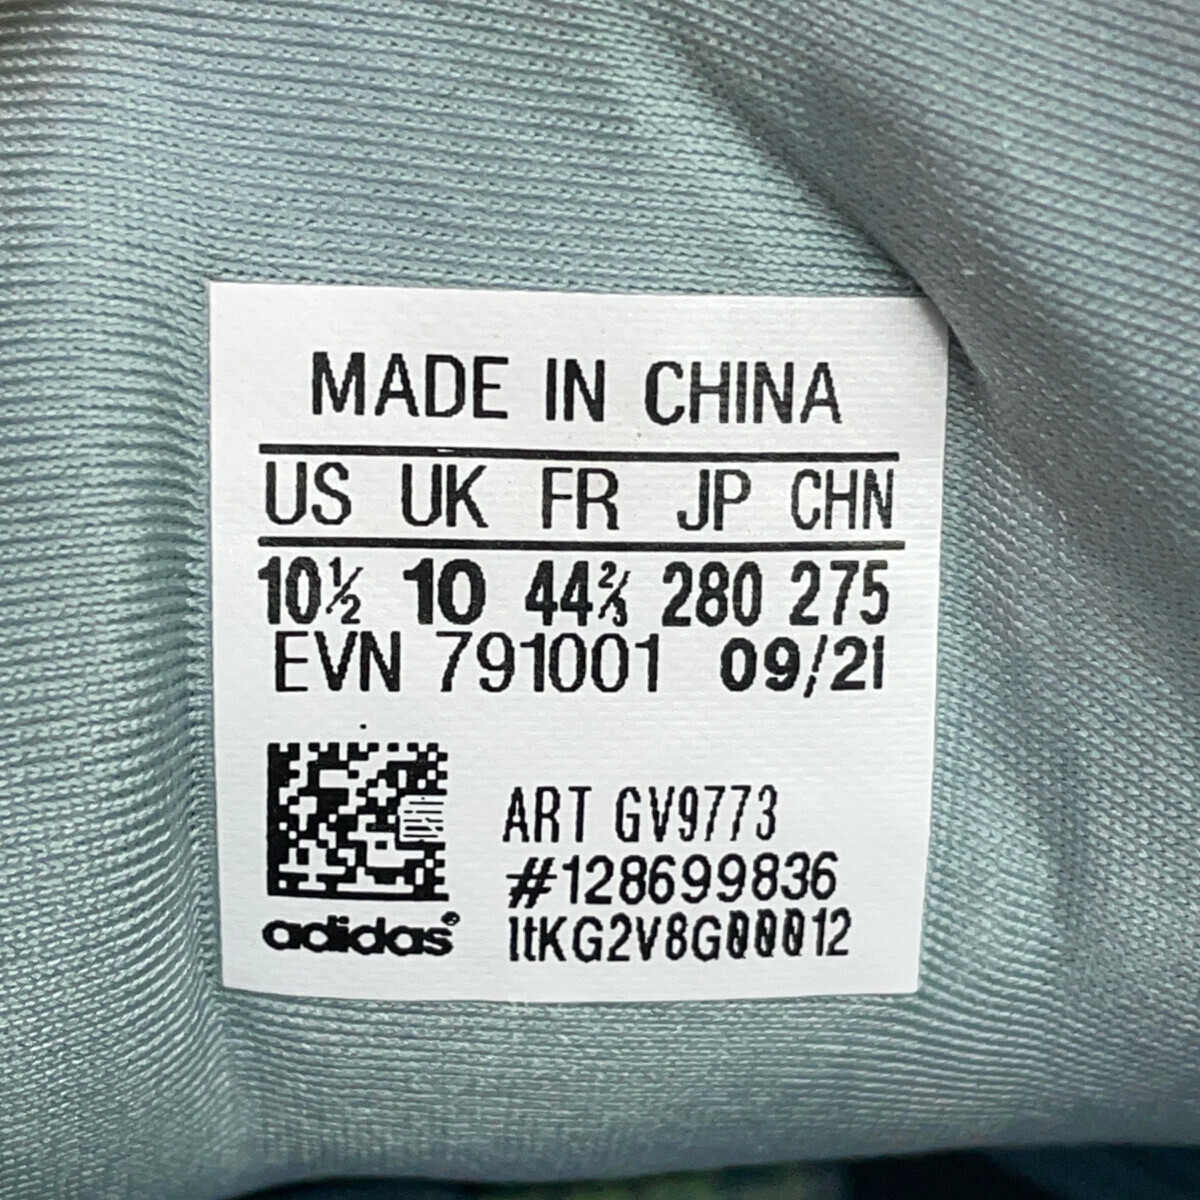 MADE IN CHINA
US UK FR JP CHN
10½ 10 44⅔ 280 275
EVN 791001 09/21
ART GV9773
#128699836
adidas®
1tKG2V8G00012